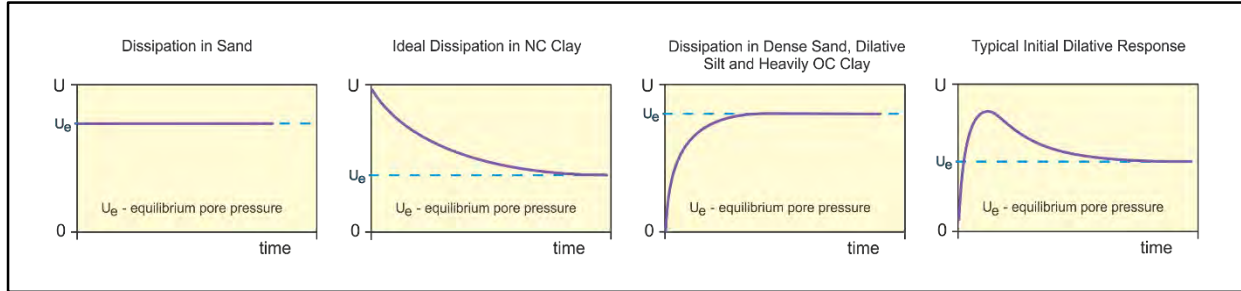 Dissipation in Sand
U
Ue
Ue - equilibrium pore pressure
0
time
Ideal Dissipation in NC Clay
U
Ue
Ue - equilibrium pore pressure
0
time
Dissipation in Dense Sand, Dilative
Silt and Heavily OC Clay
U
Ue
Ue - equilibrium pore pressure
0
time
Typical Initial Dilative Response
U
Ue
Ue - equilibrium pore pressure
0
time